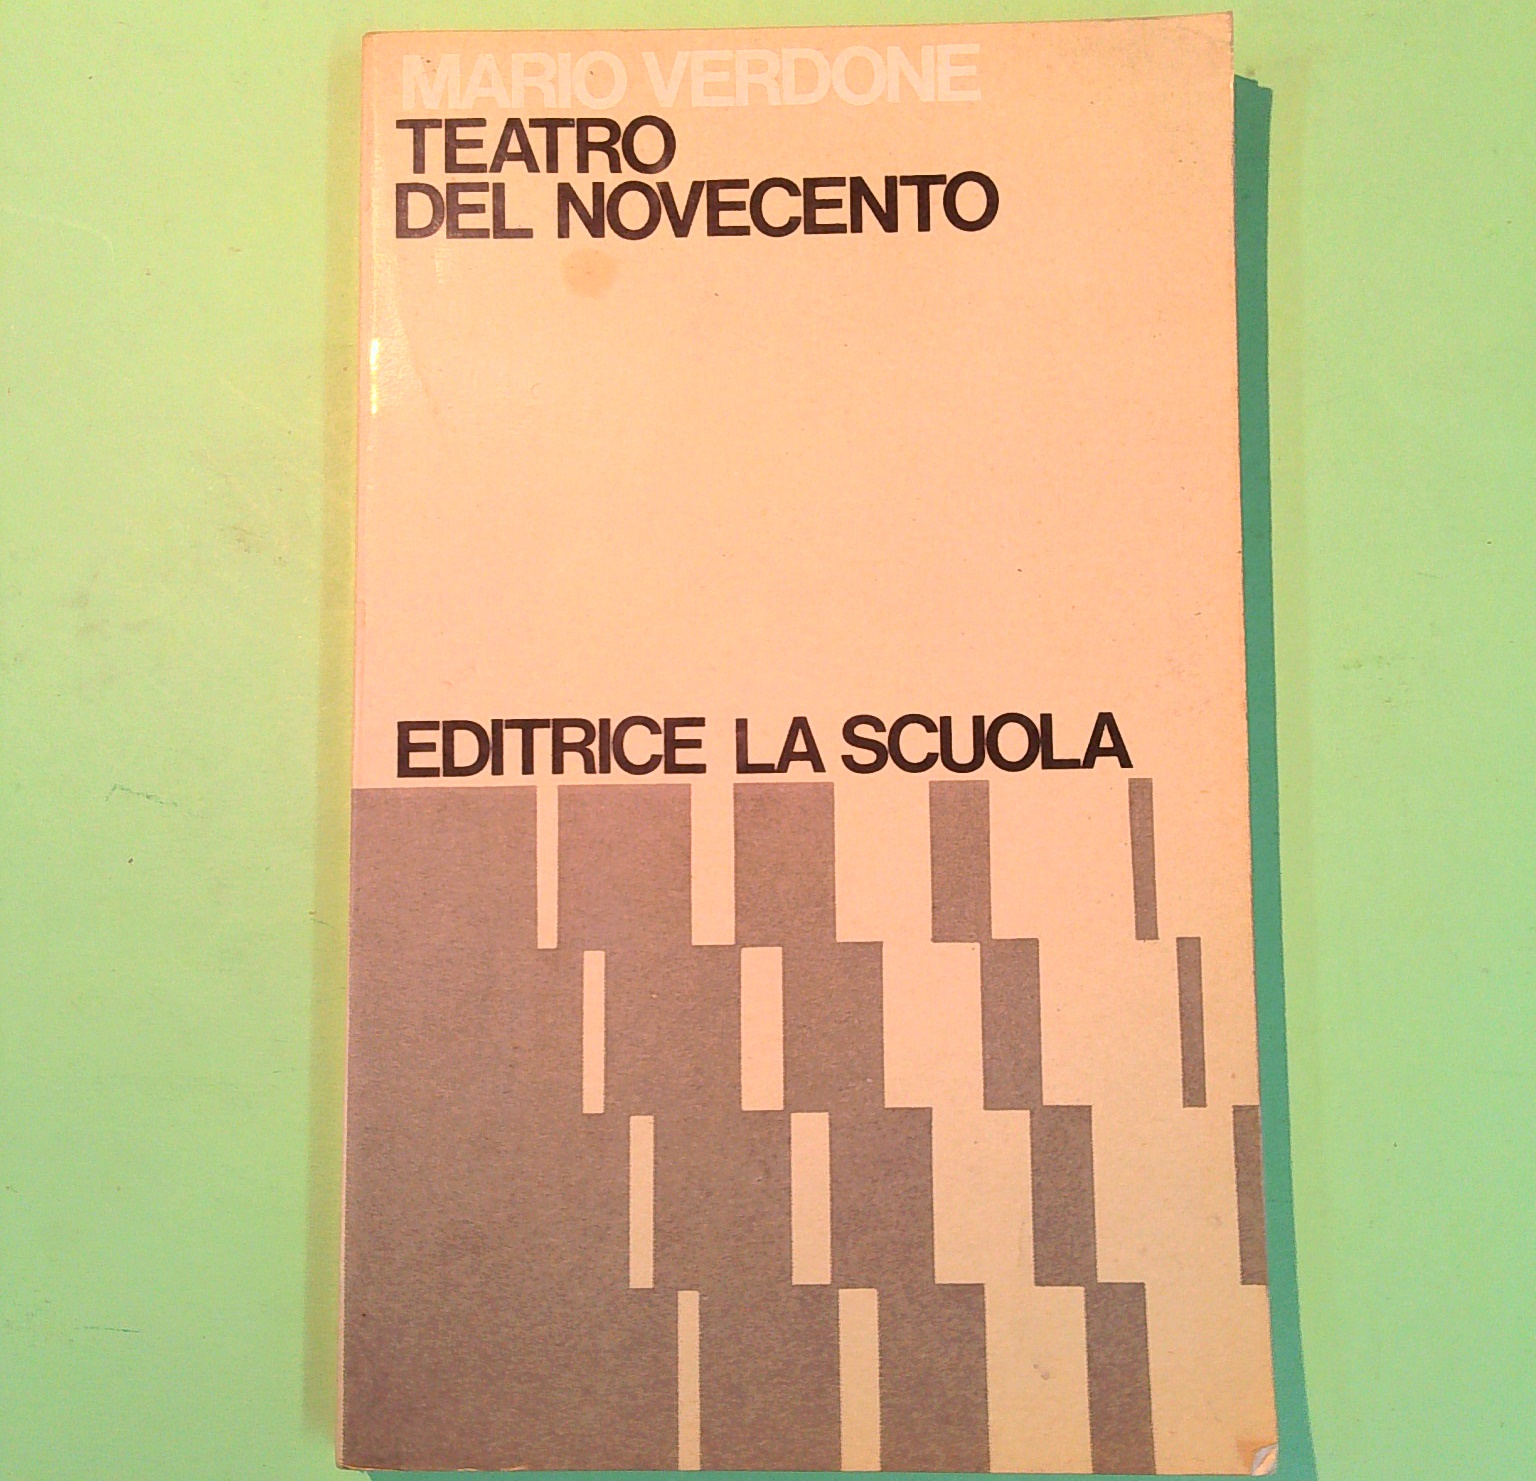 MARIO VERDONE
TEATRO
DEL NOVECENTO
EDITRICE LA SCUOLA